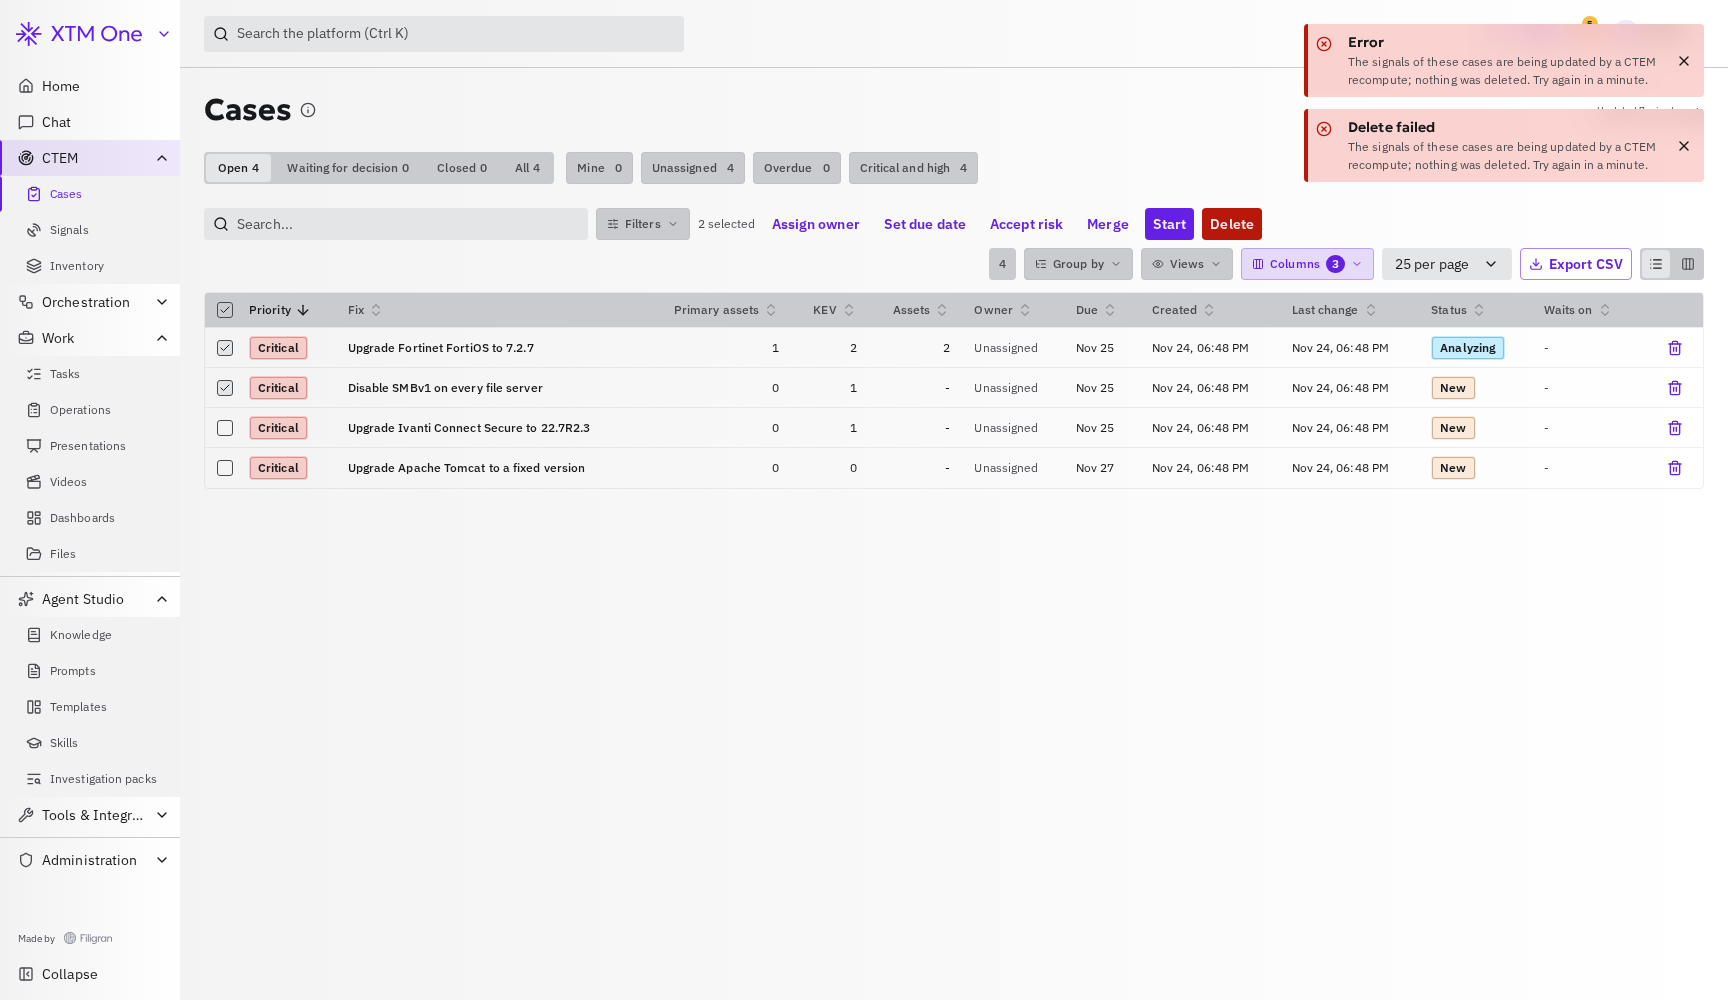 XTM One
Search the platform (Ctrl K)
Error
The signals of these cases are being updated by a CTEM
recompute; nothing was deleted. Try again in a minute.
Delete failed
The signals of these cases are being updated by a CTEM
recompute; nothing was deleted. Try again in a minute.
Home
Chat
CTEM
Cases
Signals
Inventory
Orchestration
Work
Tasks
Operations
Presentations
Videos
Dashboards
Files
Agent Studio
Knowledge
Prompts
Templates
Skills
Investigation packs
Tools & Integr...
Administration
Made by Filigran
Collapse
Cases
Open 4 Waiting for decision 0 Closed 0 All 4 Mine 0 Unassigned 4 Overdue 0 Critical and high 4
Search... Filters 2 selected Assign owner Set due date Accept risk Merge Start Delete
4 Group by Views Columns 3 25 per page Export CSV
Priority Fix Primary assets KEV Assets Owner Due Created Last change Status Waits on
Critical Upgrade Fortinet FortiOS to 7.2.7 1 2 2 Unassigned Nov 25 Nov 24, 06:48 PM Nov 24, 06:48 PM Analyzing -
Critical Disable SMBv1 on every file server 0 1 - Unassigned Nov 25 Nov 24, 06:48 PM Nov 24, 06:48 PM New -
Critical Upgrade Ivanti Connect Secure to 22.7R2.3 0 1 - Unassigned Nov 25 Nov 24, 06:48 PM Nov 24, 06:48 PM New -
Critical Upgrade Apache Tomcat to a fixed version 0 0 - Unassigned Nov 27 Nov 24, 06:48 PM Nov 24, 06:48 PM New -